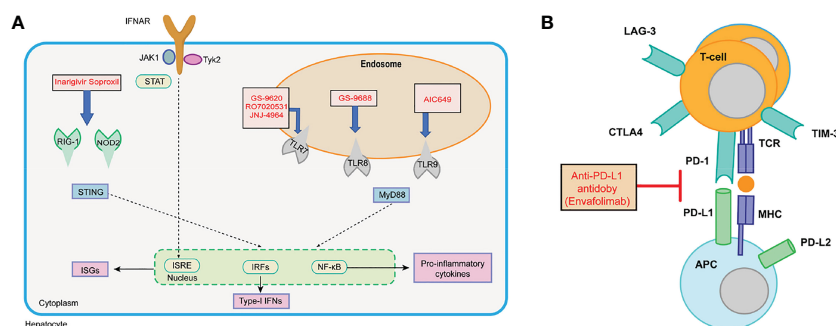 A
IFNAR
JAK1
Tyk2
STAT
Inarigivir Soproxil
RIG-1
NOD2
STING
Endosome
GS-9620
RO7020531
JNJ-4964
GS-9688
AIC649
TLR7
TLR8
TLR9
MyD88
ISGs
ISRE
Nucleus
IRFs
NF-κB
Pro-inflammatory
cytokines
Type-I IFNs
Cytoplasm
Hepatocyte
B
LAG-3
T-cell
CTLA4
TIM-3
TCR
PD-1
Anti-PD-L1
antidoby
(Envafolimab)
PD-L1
MHC
PD-L2
APC